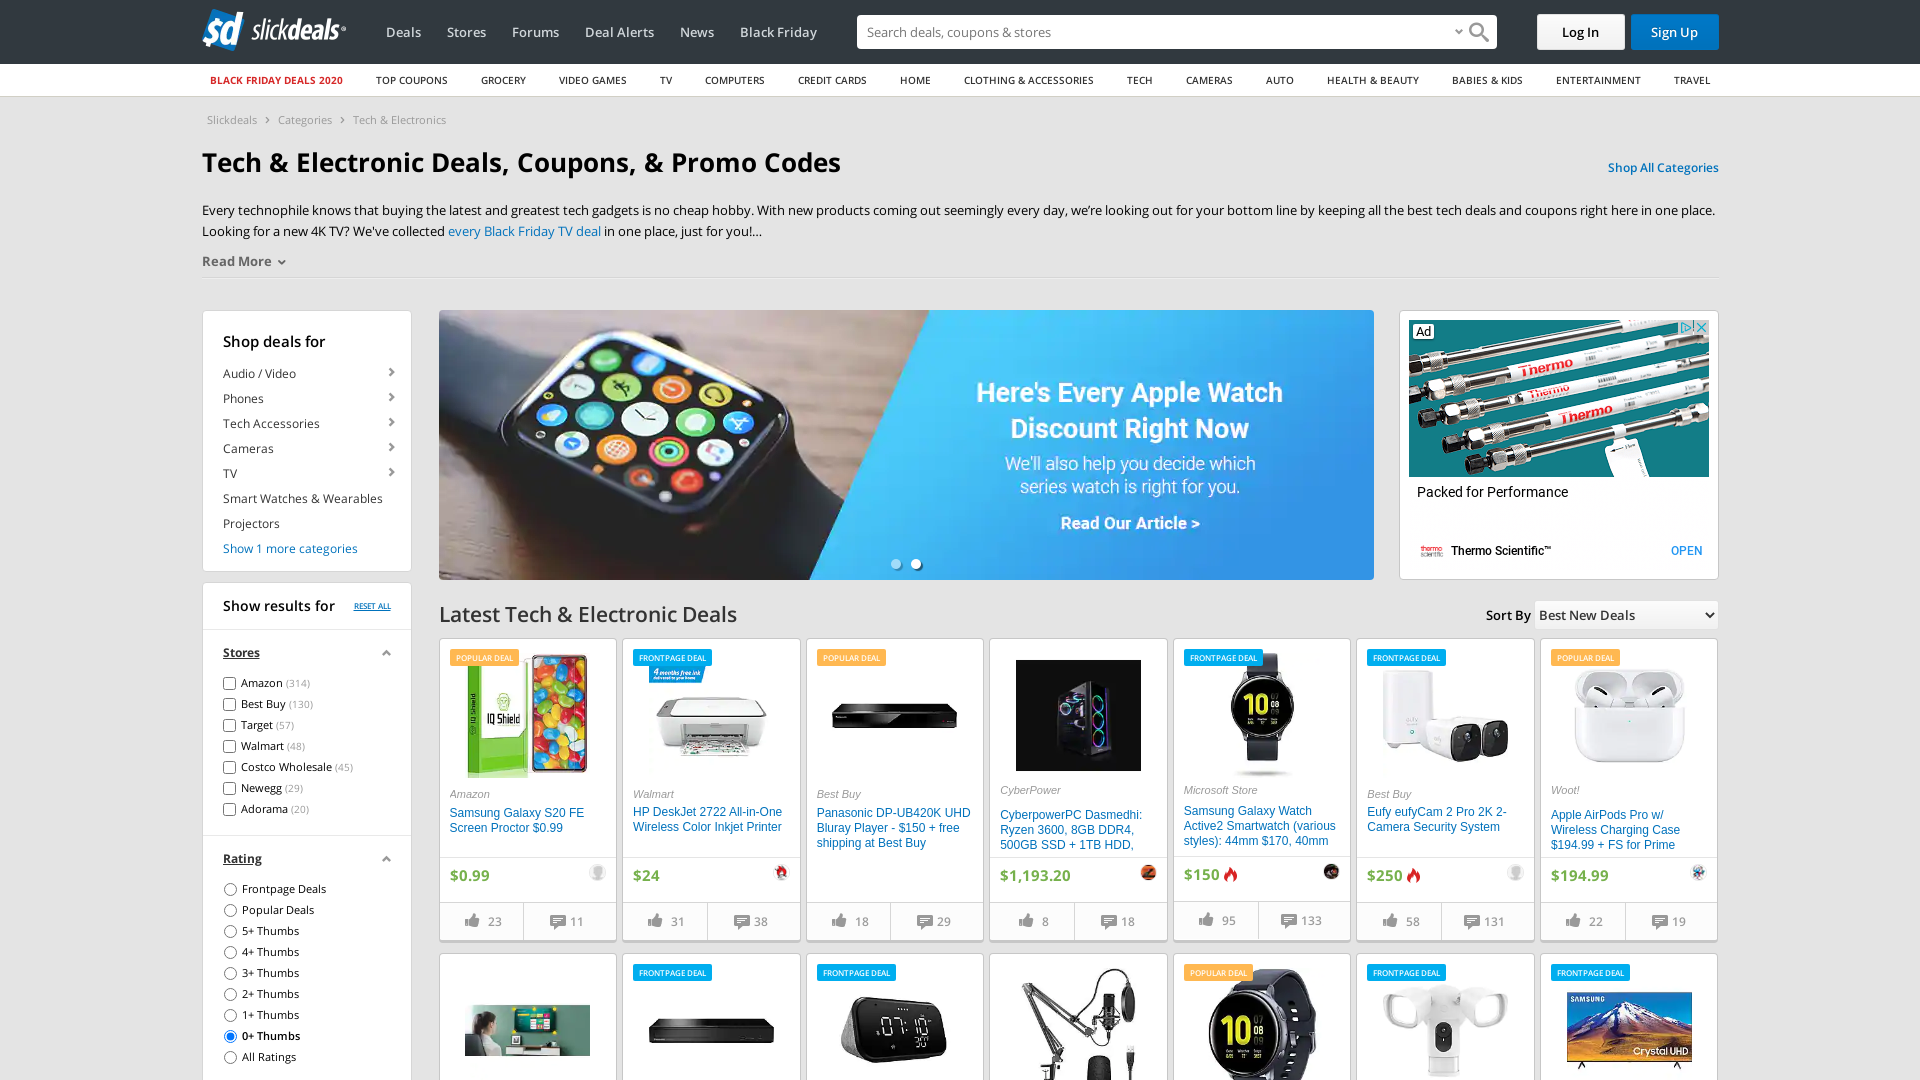 slickdeals
Deals
Stores
Forums
Deal Alerts
News
Black Friday
Search deals, coupons & stores
Log In
Sign Up
BLACK FRIDAY DEALS 2020
TOP COUPONS
GROCERY
VIDEO GAMES
TV
COMPUTERS
CREDIT CARDS
HOME
CLOTHING & ACCESSORIES
TECH
CAMERAS
AUTO
HEALTH & BEAUTY
BABIES & KIDS
ENTERTAINMENT
TRAVEL
Slickdeals > Categories > Tech & Electronics
Tech & Electronic Deals, Coupons, & Promo Codes
Shop All Categories
Every technophile knows that buying the latest and greatest tech gadgets is no cheap hobby. With new products coming out seemingly every day, we're looking out for your bottom line by keeping all the best tech deals and coupons right here in one place.
Looking for a new 4K TV? We've collected every Black Friday TV deal in one place, just for you!...
Read More
Shop deals for
Audio / Video
Phones
Tech Accessories
Cameras
TV
Smart Watches & Wearables
Projectors
Show 1 more categories
Show results for
RESET ALL
Stores
Amazon (314)
Best Buy (130)
Target (57)
Walmart (48)
Costco Wholesale (45)
Newegg (29)
Adorama (20)
Rating
Frontpage Deals
Popular Deals
5+ Thumbs
4+ Thumbs
3+ Thumbs
2+ Thumbs
1+ Thumbs
0+ Thumbs
All Ratings
Here's Every Apple Watch
Discount Right Now
We'll also help you decide which
series watch is right for you.
Read Our Article >
Ad
Thermo
Thermo
Thermo
Packed for Performance
thermo
scientific
Thermo Scientific™
OPEN
Latest Tech & Electronic Deals
Sort By
Best New Deals
POPULAR DEAL
IQ Shield
IQ Shield
Amazon
Samsung Galaxy S20 FE
Screen Proctor $0.99
$0.99
23
11
FRONTPAGE DEAL
4 months free ink
Walmart
HP DeskJet 2722 All-in-One
Wireless Color Inkjet Printer
$24
31
38
POPULAR DEAL
Best Buy
Panasonic DP-UB420K UHD
Bluray Player - $150 + free
shipping at Best Buy
18
29
CyberPower
CyberpowerPC Dasmedhi:
Ryzen 3600, 8GB DDR4,
500GB SSD + 1TB HDD,
$1,193.20
8
18
FRONTPAGE DEAL
10
Microsoft Store
Samsung Galaxy Watch
Active2 Smartwatch (various
styles): 44mm $170, 40mm
$150
95
133
FRONTPAGE DEAL
Best Buy
Eufy eufyCam 2 Pro 2K 2-
Camera Security System
$250
58
131
POPULAR DEAL
Woot!
Apple AirPods Pro w/
Wireless Charging Case
$194.99 + FS for Prime
$194.99
22
19
FRONTPAGE DEAL
FRONTPAGE DEAL
07:10
POPULAR DEAL
10
FRONTPAGE DEAL
FRONTPAGE DEAL
SAMSUNG
Crystal UHD